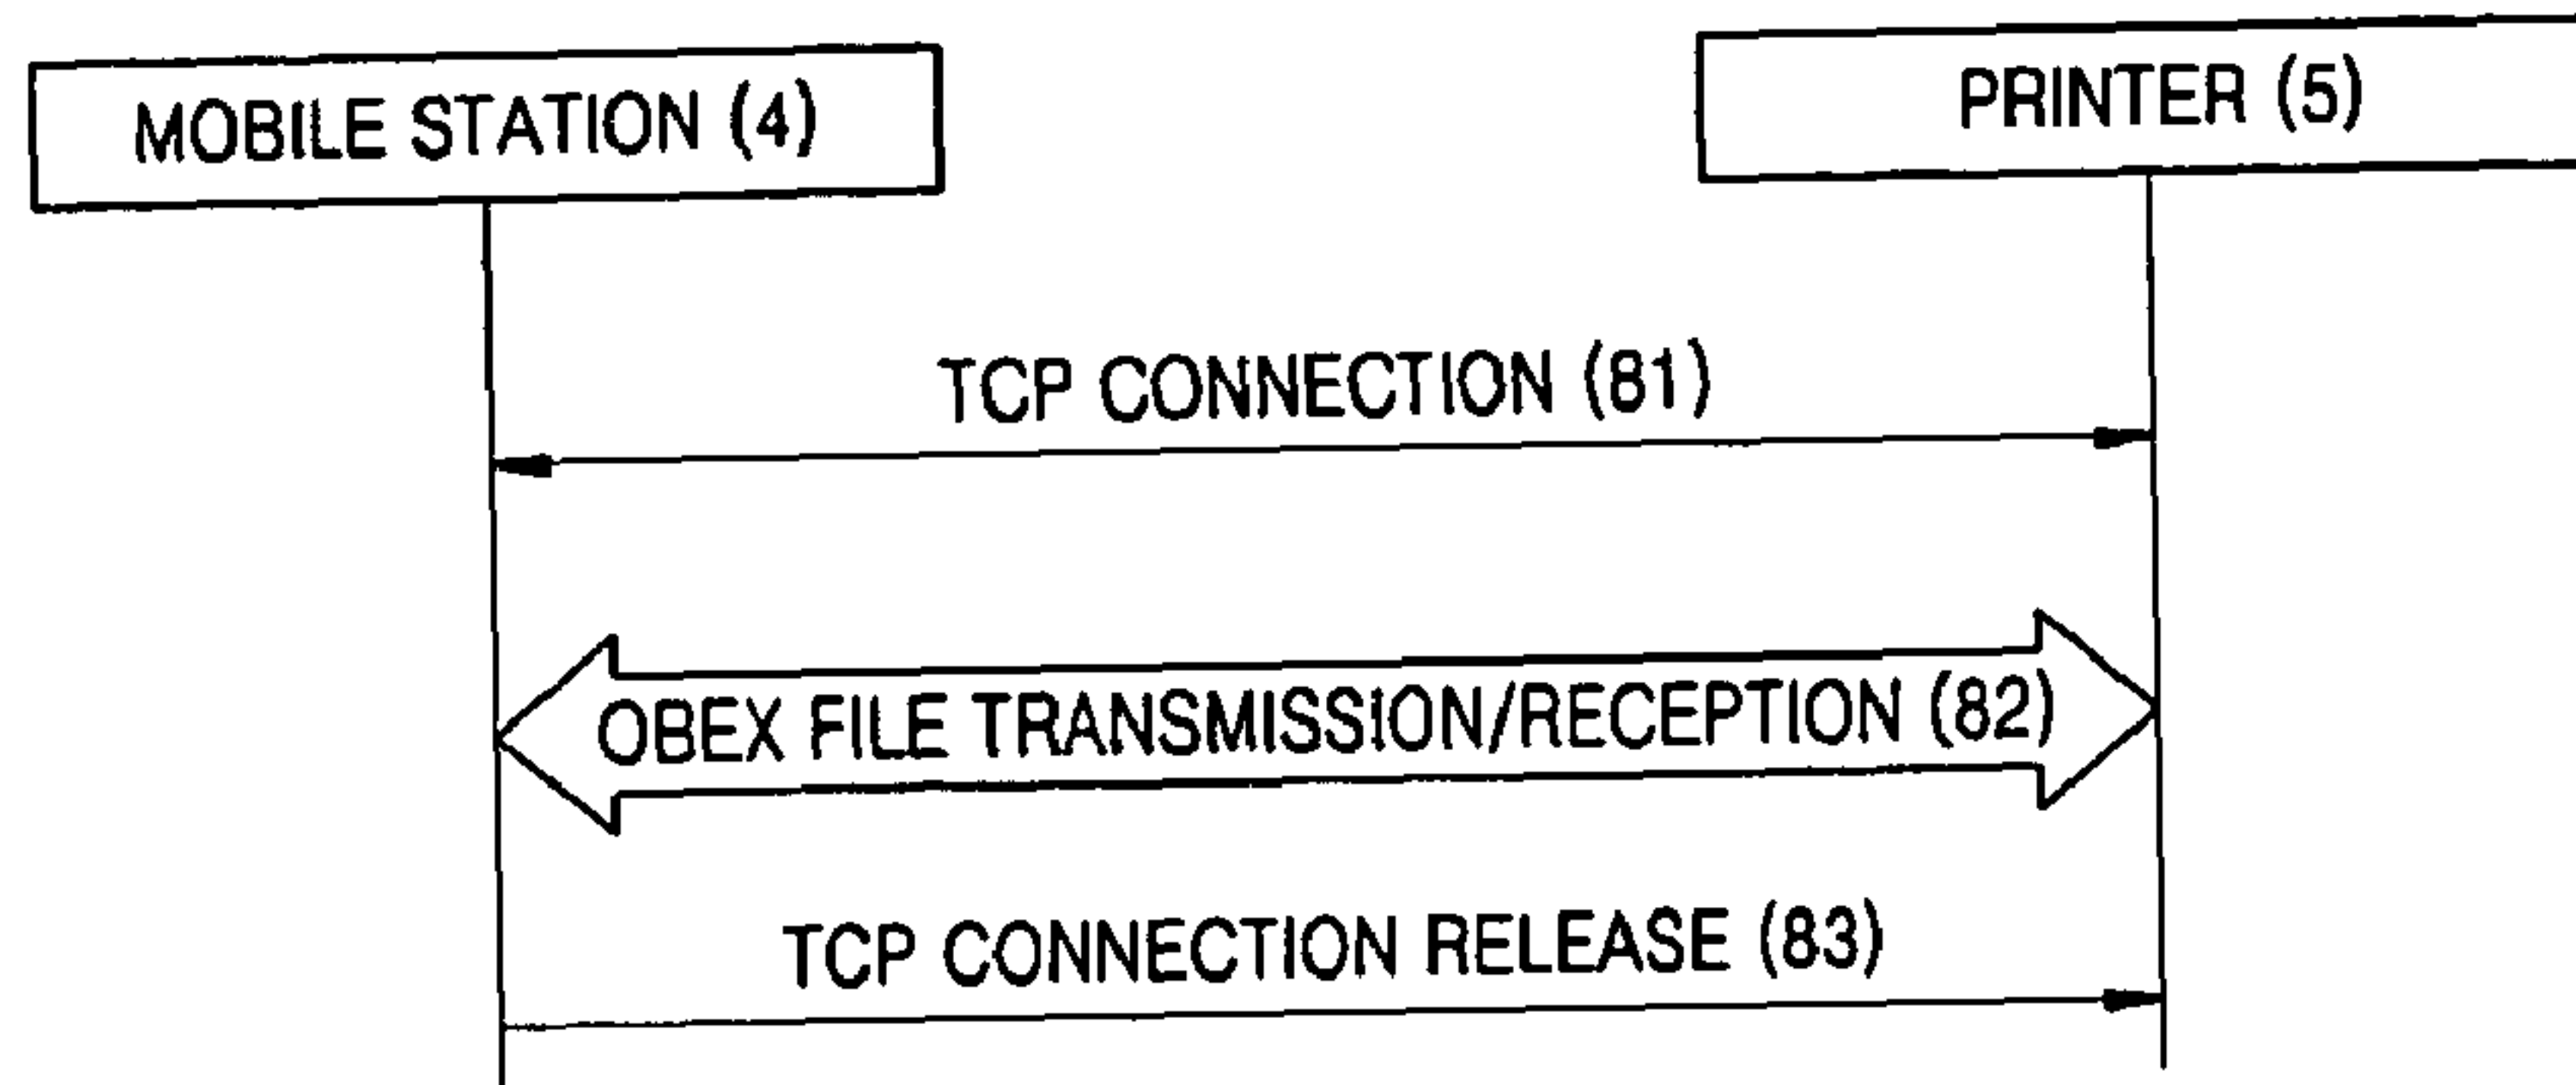 MOBILE STATION (4)
PRINTER (5)
TCP CONNECTION (81)
OBEX FILE TRANSMISSION/RECEPTION (82)
TCP CONNECTION RELEASE (83)